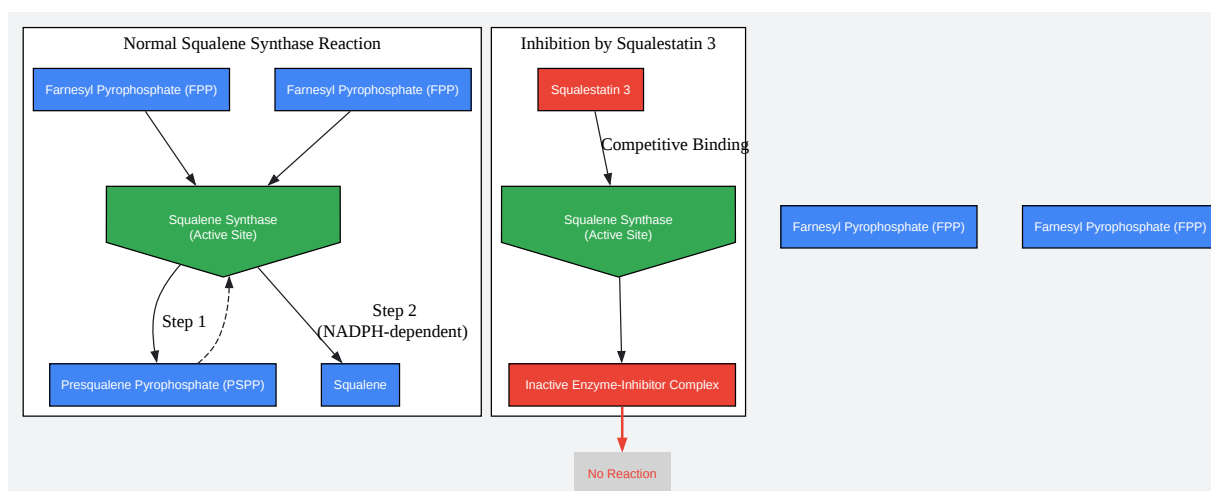 Normal Squalene Synthase Reaction
Farnesyl Pyrophosphate (FPP)
Farnesyl Pyrophosphate (FPP)
Squalene Synthase
(Active Site)
Step 1
Step 2
(NADPH-dependent)
Presqualene Pyrophosphate (PSPP)
Squalene
Inhibition by Squalestatin 3
Squalestatin 3
Competitive Binding
Squalene Synthase
(Active Site)
Inactive Enzyme-Inhibitor Complex
No Reaction
Farnesyl Pyrophosphate (FPP)
Farnesyl Pyrophosphate (FPP)